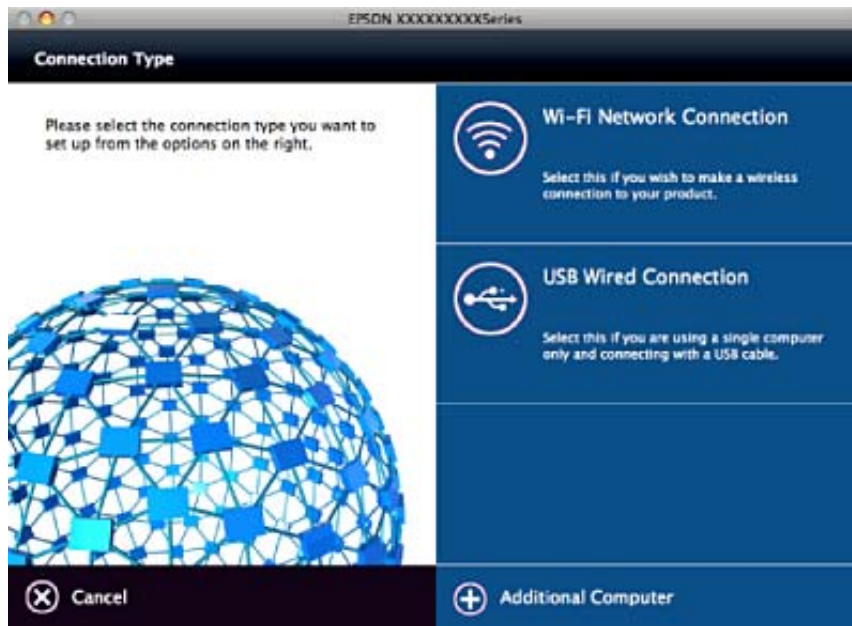 EPSON XXXXXXXXXSeries
Connection Type
Please select the connection type you want to
set up from the options on the right.
Wi-Fi Network Connection
Select this if you wish to make a wireless
connection to your product.
USB Wired Connection
Select this if you are using a single computer
only and connecting with a USB cable.
Cancel
Additional Computer